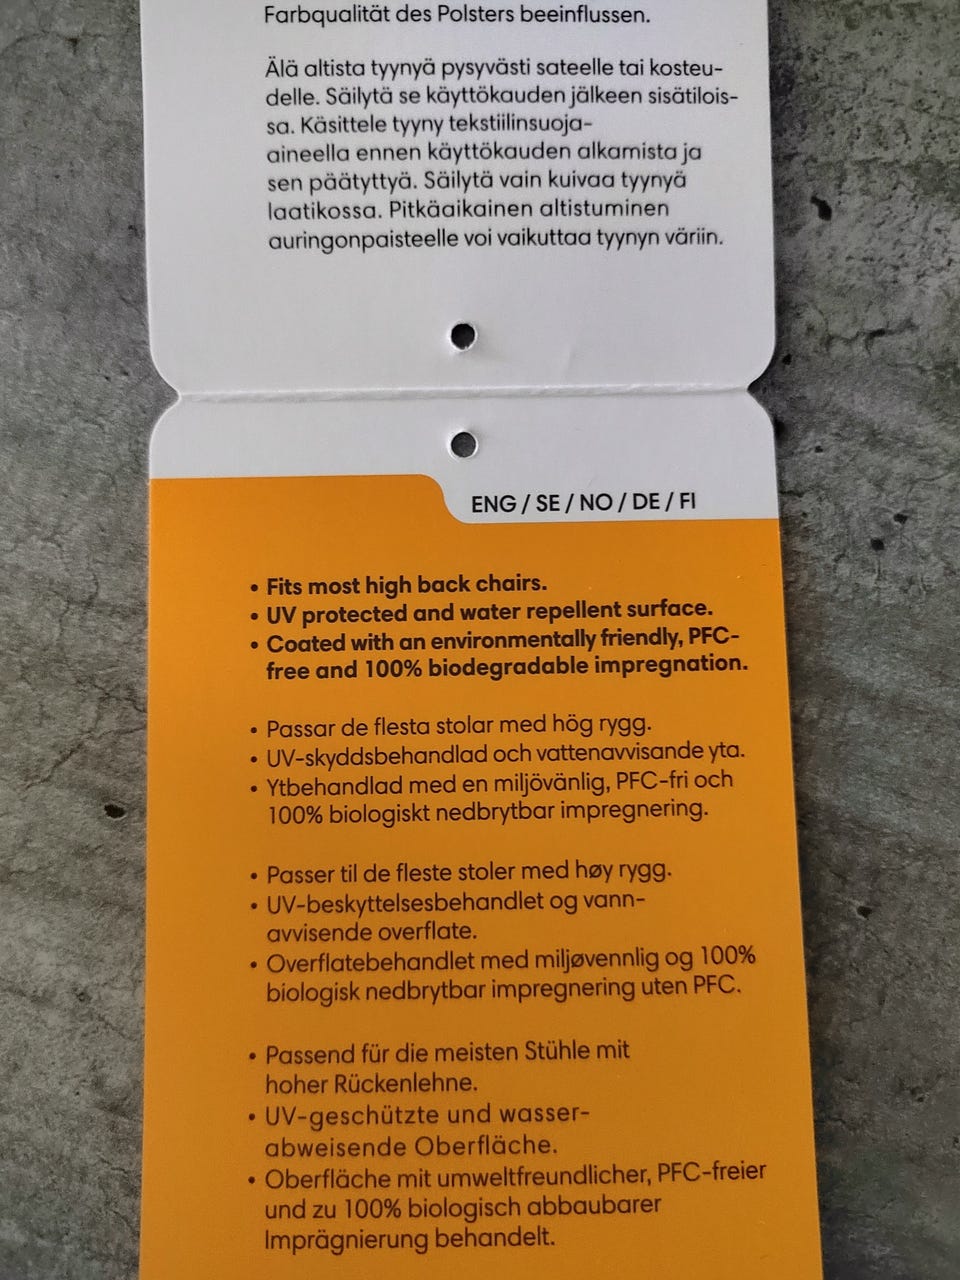 Farbqualität des Polsters beeinflussen.
Älä altista tyynyä pysyvästi sateelle tai kosteu-
delle. Säilytä se käyttökauden jälkeen sisätilois-
sa. Käsittele tyyny tekstiilinsuoja-
aineella ennen käyttökauden alkamista ja
sen päätyttyä. Säilytä vain kuivaa tyynyä
laatikossa. Pitkäaikainen altistuminen
auringonpaisteelle voi vaikuttaa tyynyn väriin.
ENG / SE / NO / DE / FI
• Fits most high back chairs.
• UV protected and water repellent surface.
• Coated with an environmentally friendly, PFC-
free and 100% biodegradable impregnation.
• Passar de flesta stolar med hög rygg.
• UV-skyddsbehandlad och vattenavvisande yta.
• Ytbehandlad med en miljövänlig, PFC-fri och
100% biologiskt nedbrytbar impregnering.
• Passer til de fleste stoler med høy rygg.
• UV-beskyttelsesbehandlet og vann-
avvisende overflate.
• Overflatebehandlet med miljøvennlig og 100%
biologisk nedbrytbar impregnering uten PFC.
• Passend für die meisten Stühle mit
hoher Rückenlehne.
• UV-geschützte und wasser-
abweisende Oberfläche.
• Oberfläche mit umweltfreundlicher, PFC-freier
und zu 100% biologisch abbaubarer
Imprägnierung behandelt.